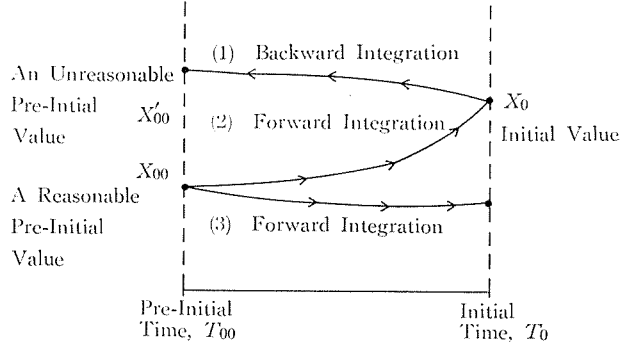 (1) Backward Integration
An Unreasonable
Pre-Intial
Value
X′₀₀
X₀
(2) Forward Integration
Initial Value
X₀₀
A Reasonable
Pre-Initial
Value
(3) Forward Integration
Pre-Initial
Time, T₀₀
Initial
Time, T₀